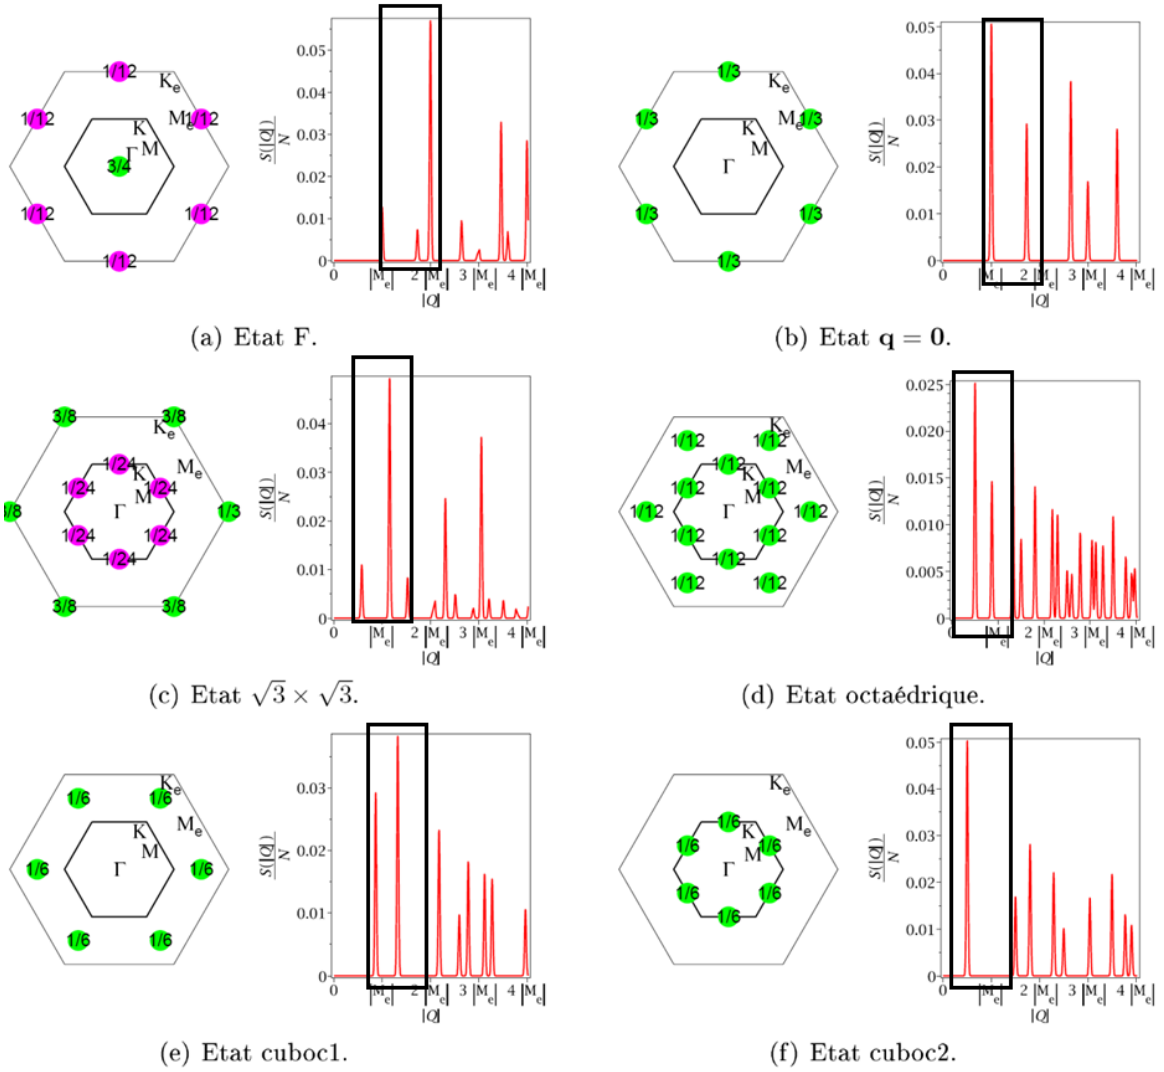 1/12
K_e
1/12 M_e 1/12
K
Γ M
3/4
1/12 1/12
1/12
S(|Q|)/N
0.05
0.04
0.03
0.02
0.01
0
0 |M_e| 2|M_e| 3|M_e| 4|M_e|
|Q|
(a) Etat F.
1/3
K_e
1/3 M_e 1/3
K
M
Γ
1/3 1/3
1/3
S(|Q|)/N
0.05
0.04
0.03
0.02
0.01
0
0 |M_e| 2|M_e| 3|M_e| 4|M_e|
|Q|
(b) Etat q = 0.
3/8 3/8
K_e
1/24 M_e
K
1/24 1/24
M
3/8 Γ 1/3
1/24 1/24
1/24
3/8 3/8
S(|Q|)/N
0.04
0.03
0.02
0.01
0
0 |M_e| 2|M_e| 3|M_e| 4|M_e|
|Q|
(c) Etat √3 × √3.
K_e
1/12 1/12
1/12 M_e
K
1/12 1/12
M
1/12 Γ 1/12
1/12 1/12
1/12
1/12 1/12
S(|Q|)/N
0.025
0.020
0.015
0.010
0.005
0
0 |M_e| 2|M_e| 3|M_e| 4|M_e|
|Q|
(d) Etat octaédrique.
K_e
1/6 1/6
M_e
K
M
1/6 Γ 1/6
1/6 1/6
S(|Q|)/N
0.03
0.02
0.01
0
0 |M_e| 2|M_e| 3|M_e| 4|M_e|
|Q|
(e) Etat cuboc1.
K_e
1/6 M_e
K
1/6 1/6
M
Γ
1/6 1/6
1/6
S(|Q|)/N
0.05
0.04
0.03
0.02
0.01
0
0 |M_e| 2|M_e| 3|M_e| 4|M_e|
|Q|
(f) Etat cuboc2.